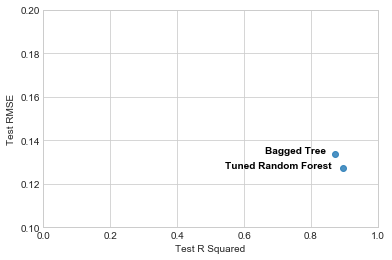 0.20
0.18
0.16
0.14
0.12
0.10
Test RMSE
Bagged Tree
Tuned Random Forest
0.0 0.2 0.4 0.6 0.8 1.0
Test R Squared